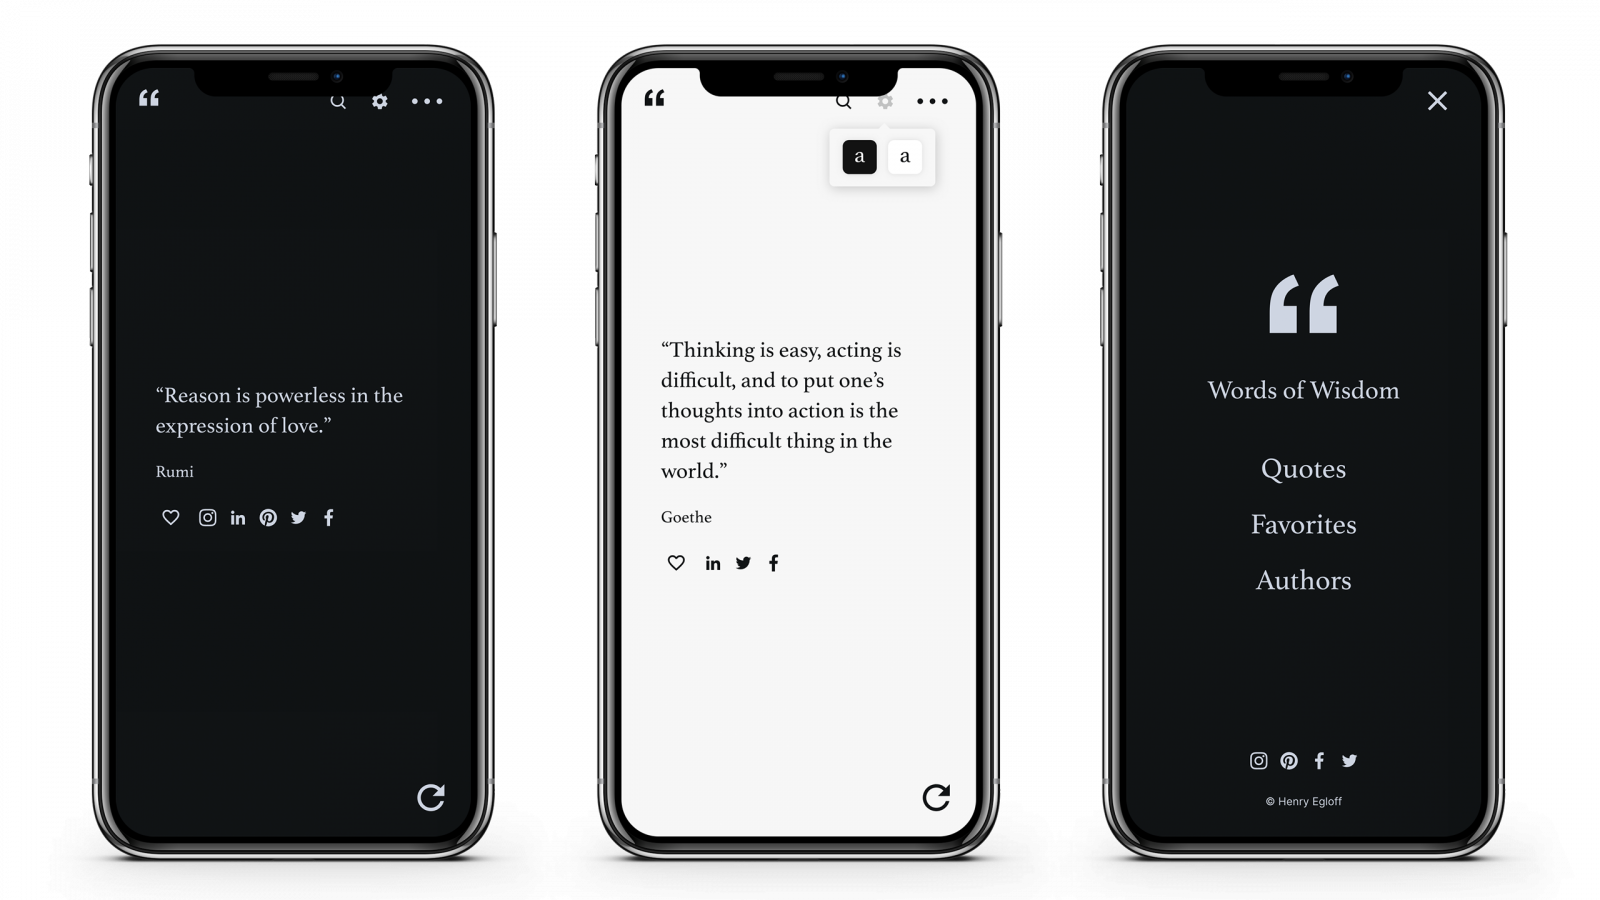 “
“Reason is powerless in the
expression of love.”
Rumi
in
f
“
a a
“Thinking is easy, acting is
difficult, and to put one’s
thoughts into action is the
most difficult thing in the
world.”
Goethe
in
f
“
Words of Wisdom
Quotes
Favorites
Authors
f
© Henry Egloff